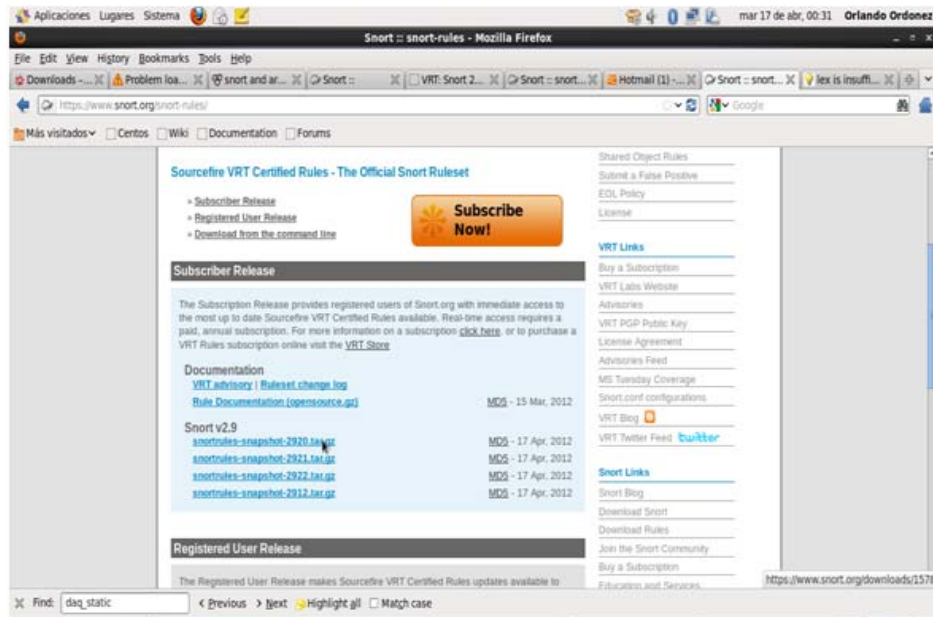 Aplicaciones Lugares Sistema mar 17 de abr, 00:31 Orlando Ordonez
Snort :: snort-rules - Mozilla Firefox
File Edit View History Bookmarks Tools Help
Downloads -... Problem loa... snort and ar... Snort :: VRT: Snort 2... Snort :: snort... Hotmail (1) -... Snort :: snort... lex is insuffi...
https://www.snort.org/snort-rules/ Google
Más visitados Centos Wiki Documentation Forums
Sourcefire VRT Certified Rules - The Official Snort Ruleset
» Subscriber Release
» Registered User Release
» Download from the command line
Subscribe
Now!
Subscriber Release
The Subscription Release provides registered users of Snort.org with immediate access to
the most up to date Sourcefire VRT Certified Rules available. Real-time access requires a
paid, annual subscription. For more information on a subscription click here. or to purchase a
VRT Rules subscription online visit the VRT Store
Documentation
VRT advisory | Ruleset change log
Rule Documentation (opensource.gz) MD5 - 15 Mar, 2012
Snort v2.9
snortrules-snapshot-2920.tar.gz MD5 - 17 Apr, 2012
snortrules-snapshot-2921.tar.gz MD5 - 17 Apr, 2012
snortrules-snapshot-2922.tar.gz MD5 - 17 Apr, 2012
snortrules-snapshot-2912.tar.gz MD5 - 17 Apr, 2012
Registered User Release
The Registered User Release makes Sourcefire VRT Certified Rules updates available to
Shared Object Rules
Submit a False Positive
EOL Policy
License
VRT Links
Buy a Subscription
VRT Labs Website
Advisories
VRT PGP Public Key
License Agreement
Advisories Feed
MS Tuesday Coverage
Snort.conf configurations
VRT Blog
VRT Twitter Feed twitter
Snort Links
Snort Blog
Download Snort
Download Rules
Join the Snort Community
Buy a Subscription
Education and Services
https://www.snort.org/downloads/1578
Find: daq_static Previous Next Highlight all Match case